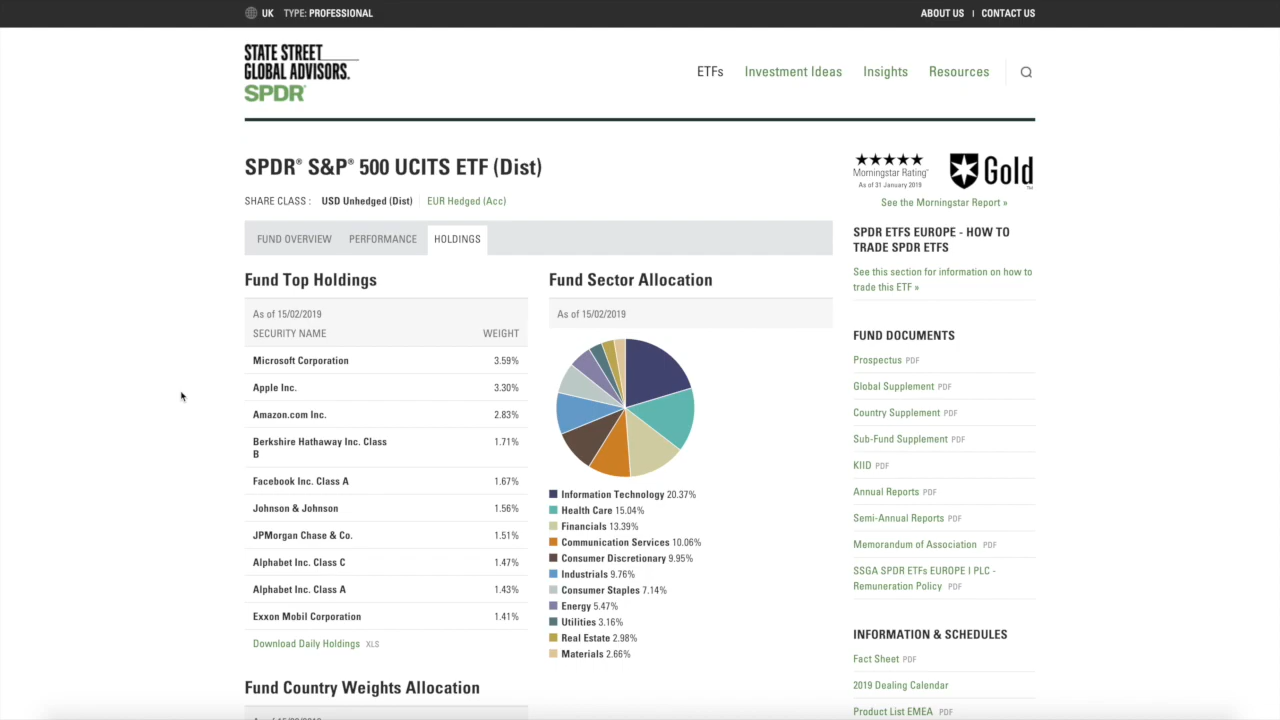 UK TYPE: PROFESSIONAL
ABOUT US | CONTACT US
STATE STREET
GLOBAL ADVISORS.
SPDR®
ETFs Investment Ideas Insights Resources
SPDR® S&P® 500 UCITS ETF (Dist)
SHARE CLASS : USD Unhedged (Dist) EUR Hedged (Acc)
FUND OVERVIEW PERFORMANCE HOLDINGS
Fund Top Holdings
As of 15/02/2019
SECURITY NAME WEIGHT
Microsoft Corporation 3.59%
Apple Inc. 3.30%
Amazon.com Inc. 2.83%
Berkshire Hathaway Inc. Class 1.71%
B
Facebook Inc. Class A 1.67%
Johnson & Johnson 1.56%
JPMorgan Chase & Co. 1.51%
Alphabet Inc. Class C 1.47%
Alphabet Inc. Class A 1.43%
Exxon Mobil Corporation 1.41%
Download Daily Holdings XLS
Fund Country Weights Allocation
As of 15/02/2019
Fund Sector Allocation
As of 15/02/2019
Information Technology 20.37%
Health Care 15.04%
Financials 13.39%
Communication Services 10.06%
Consumer Discretionary 9.95%
Industrials 9.76%
Consumer Staples 7.14%
Energy 5.47%
Utilities 3.16%
Real Estate 2.98%
Materials 2.66%
Morningstar Rating™
As of 31 January 2019
Gold™
See the Morningstar Report »
SPDR ETFS EUROPE - HOW TO
TRADE SPDR ETFS
See this section for information on how to
trade this ETF »
FUND DOCUMENTS
Prospectus PDF
Global Supplement PDF
Country Supplement PDF
Sub-Fund Supplement PDF
KIID PDF
Annual Reports PDF
Semi-Annual Reports PDF
Memorandum of Association PDF
SSGA SPDR ETFs EUROPE I PLC -
Remuneration Policy PDF
INFORMATION & SCHEDULES
Fact Sheet PDF
2019 Dealing Calendar
Product List EMEA PDF